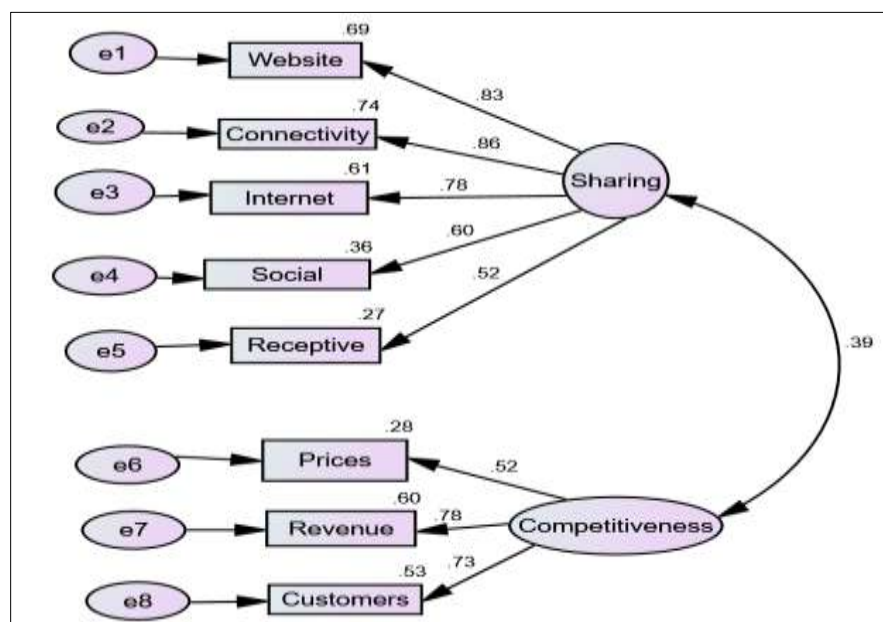 .69
e1
Website
.83
.74
e2
Connectivity
.86
.61
Sharing
e3
Internet
.78
.36
.60
e4
Social
.52
.27
e5
Receptive
.39
.28
e6
Prices
.52
.60
e7
Revenue
.78
Competitiveness
.53
.73
e8
Customers